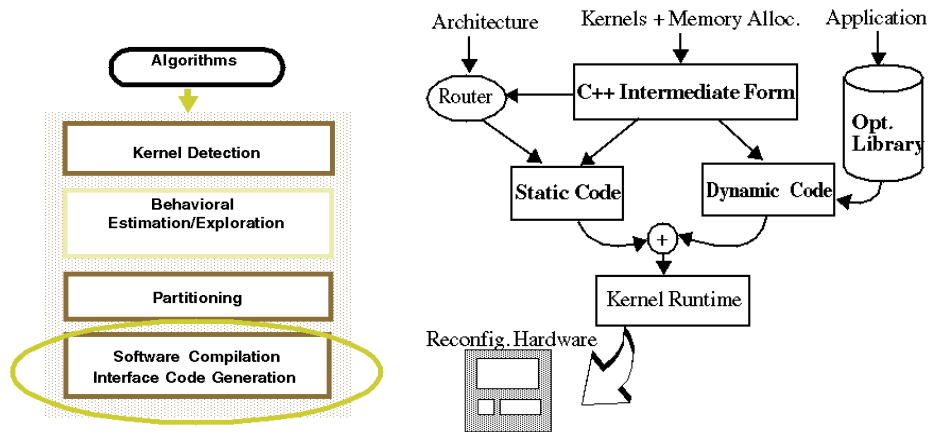 Algorithms
Kernel Detection
Behavioral
Estimation/Exploration
Partitioning
Software Compilation
Interface Code Generation
Architecture
Kernels + Memory Alloc.
Application
Router
C++ Intermediate Form
Opt.
Library
Static Code
Dynamic Code
+
Kernel Runtime
Reconfig. Hardware